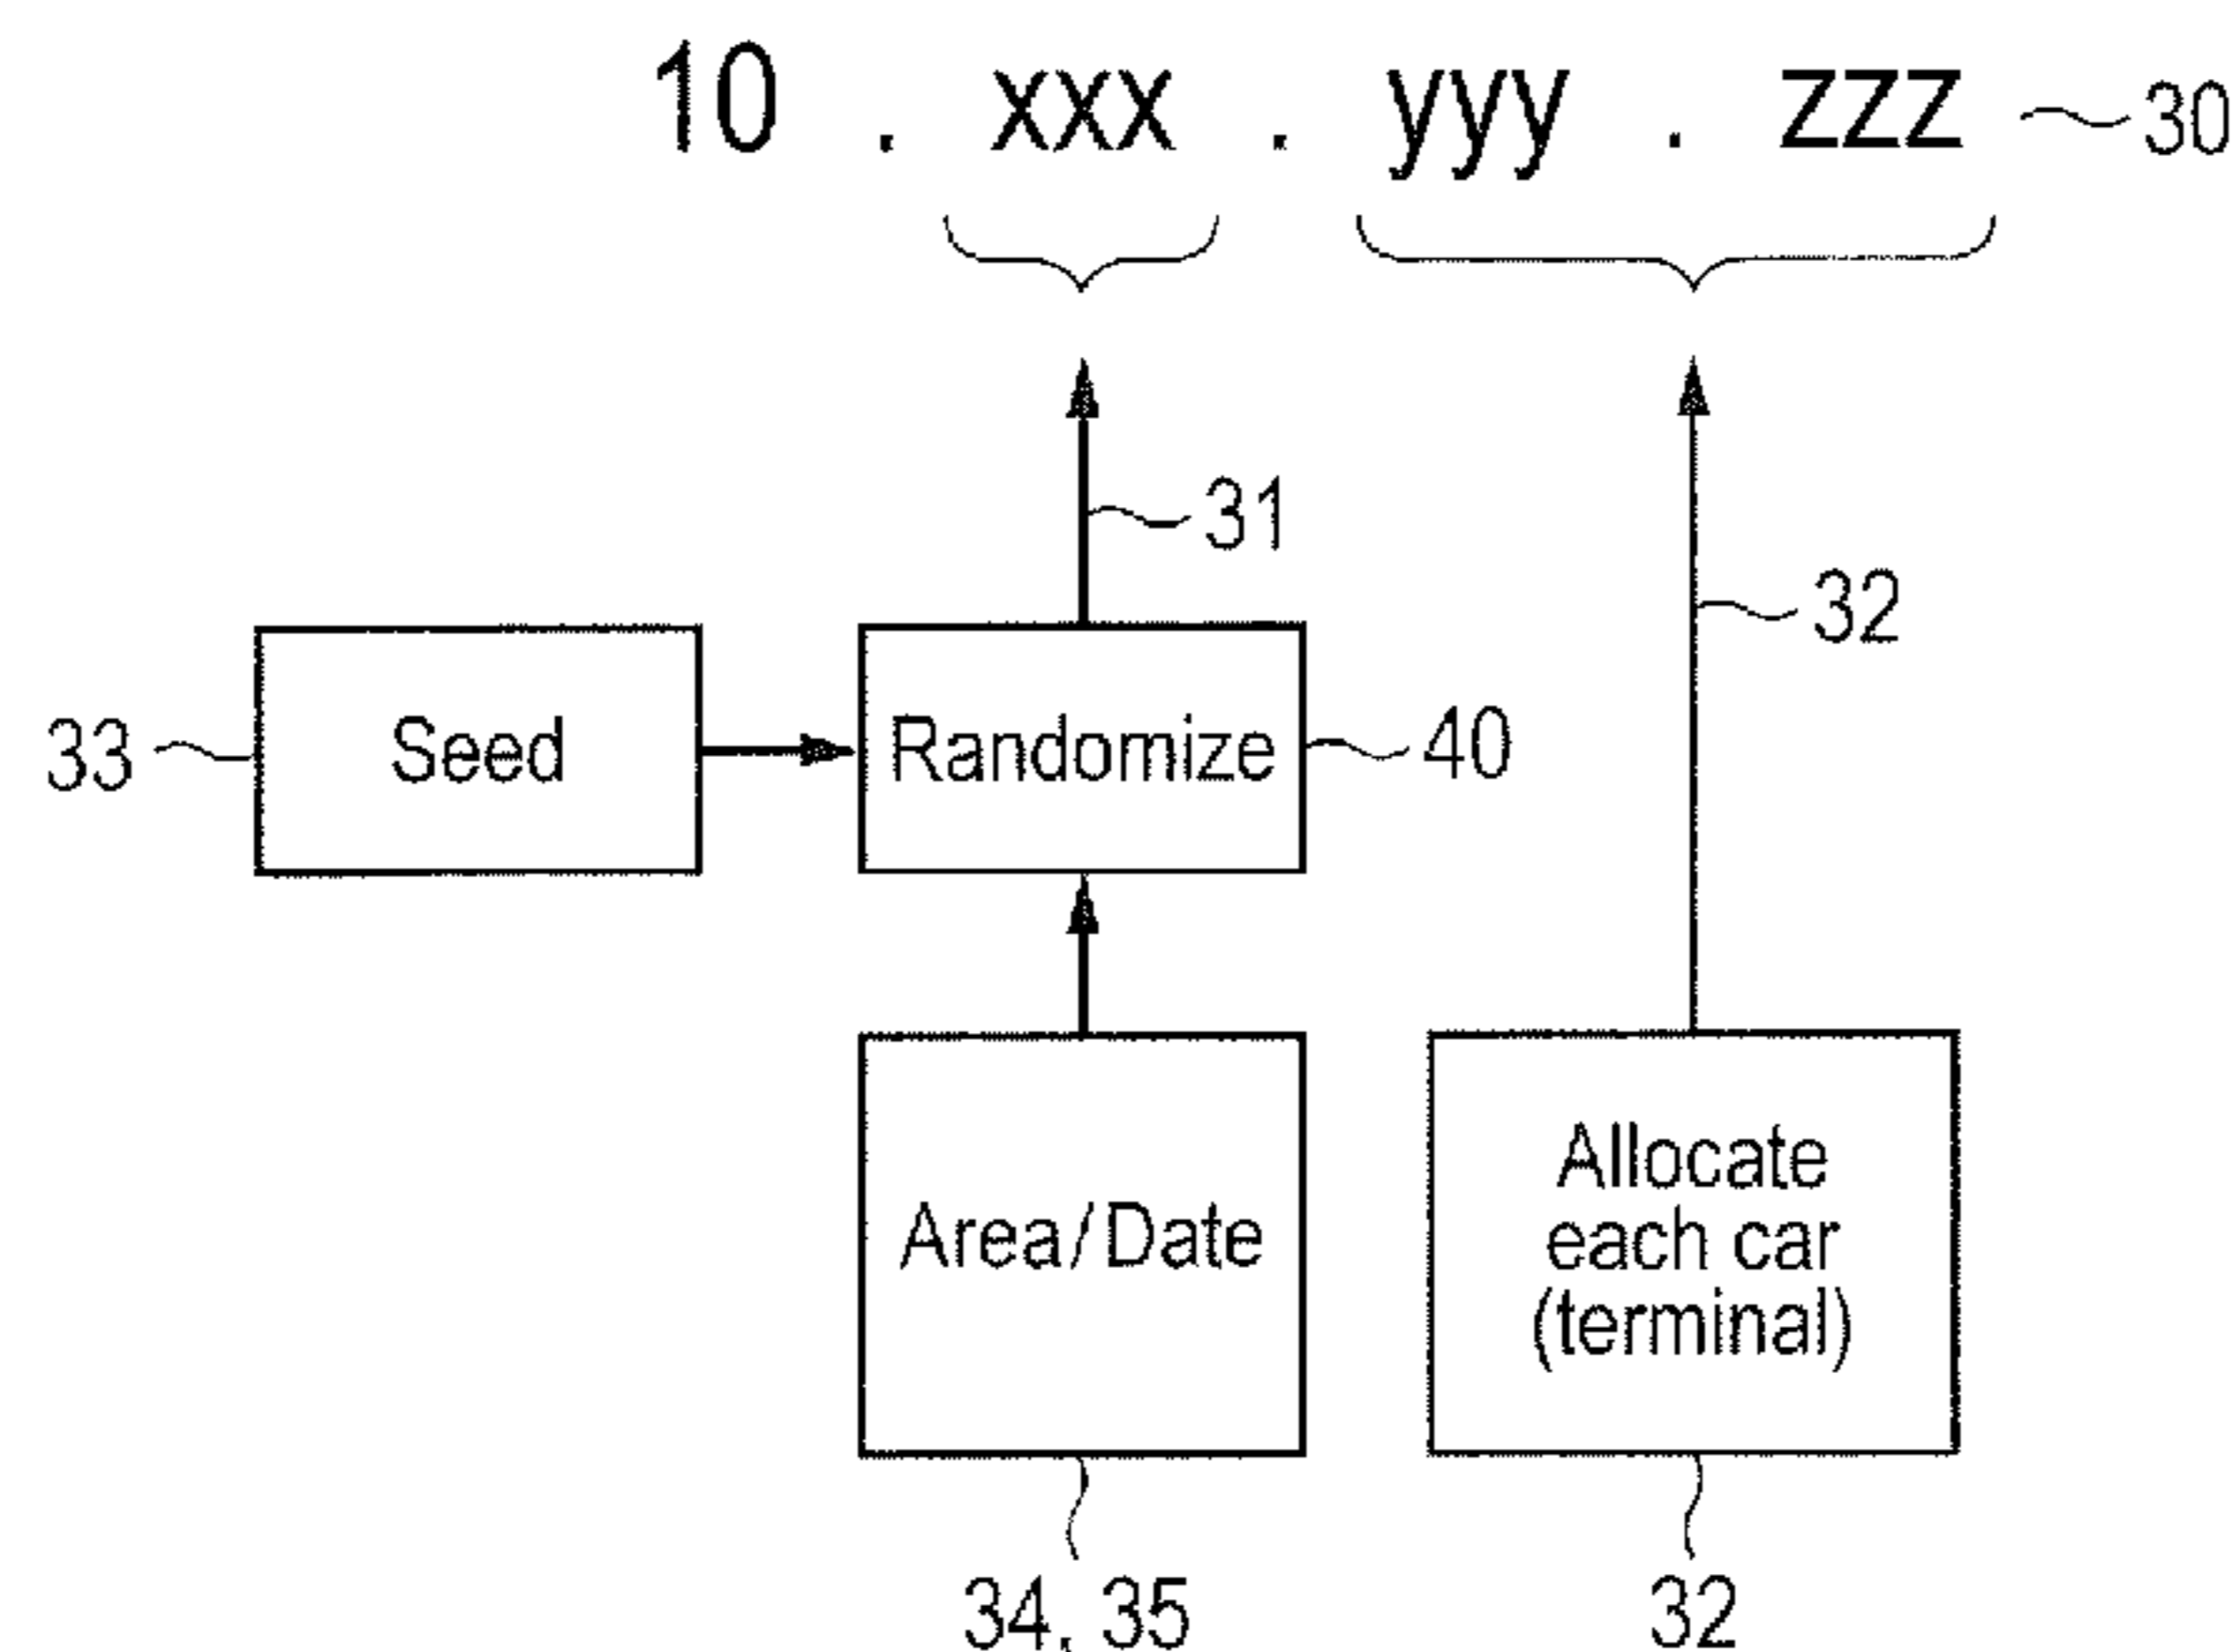 10 . xxx . yyy . zzz 30
31
32
33 Seed Randomize 40
Area/Date
Allocate
each car
(terminal)
34, 35
32